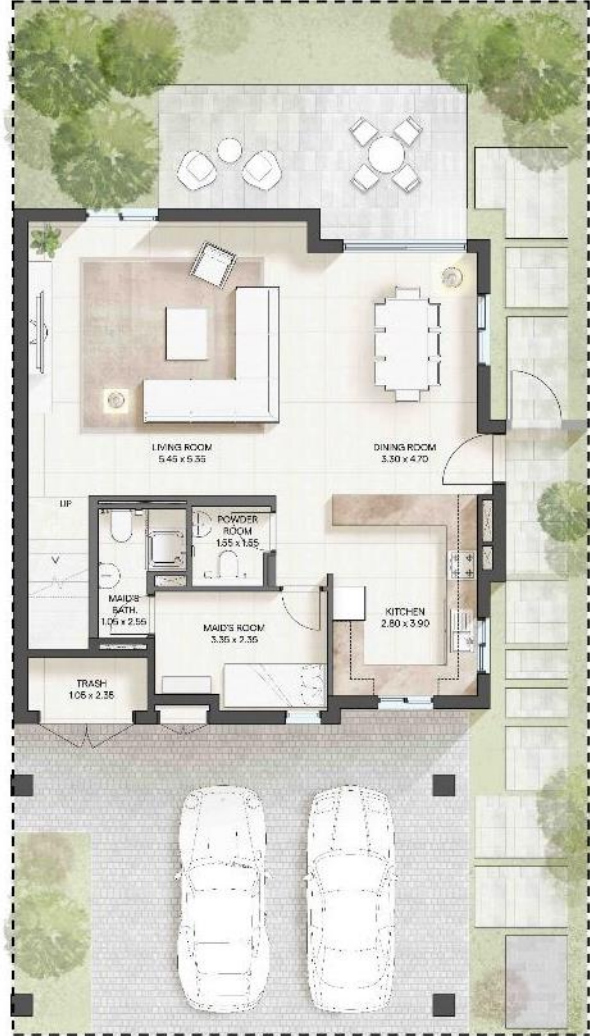 LIVING ROOM
5.45 x 5.35
DINING ROOM
3.30 x 4.70
UP
POWDER
ROOM
1.55 x 1.55
MAID'S
BATH.
1.05 x 2.55
MAID'S ROOM
3.35 x 2.35
KITCHEN
2.80 x 3.90
TRASH
1.05 x 2.35